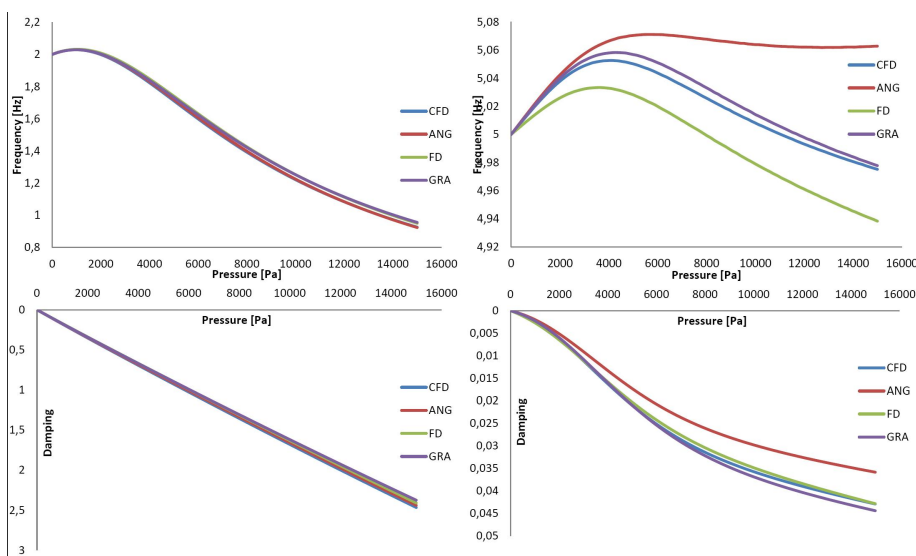 2,2
2
1,8
1,6
1,4
1,2
1
0,8
Frequency [Hz]
0 2000 4000 6000 8000 10000 12000 14000 16000
Pressure [Pa]
CFD
ANG
FD
GRA
5,08
5,06
5,04
5,02
5
4,98
4,96
4,94
4,92
Frequency [Hz]
0 2000 4000 6000 8000 10000 12000 14000 16000
Pressure [Pa]
CFD
ANG
FD
GRA
0 2000 4000 6000 8000 10000 12000 14000 16000
Pressure [Pa]
0
0,5
1
1,5
2
2,5
3
Damping
CFD
ANG
FD
GRA
0 2000 4000 6000 8000 10000 12000 14000 16000
Pressure [Pa]
0
0,005
0,01
0,015
0,02
0,025
0,03
0,035
0,04
0,045
0,05
Damping
CFD
ANG
FD
GRA